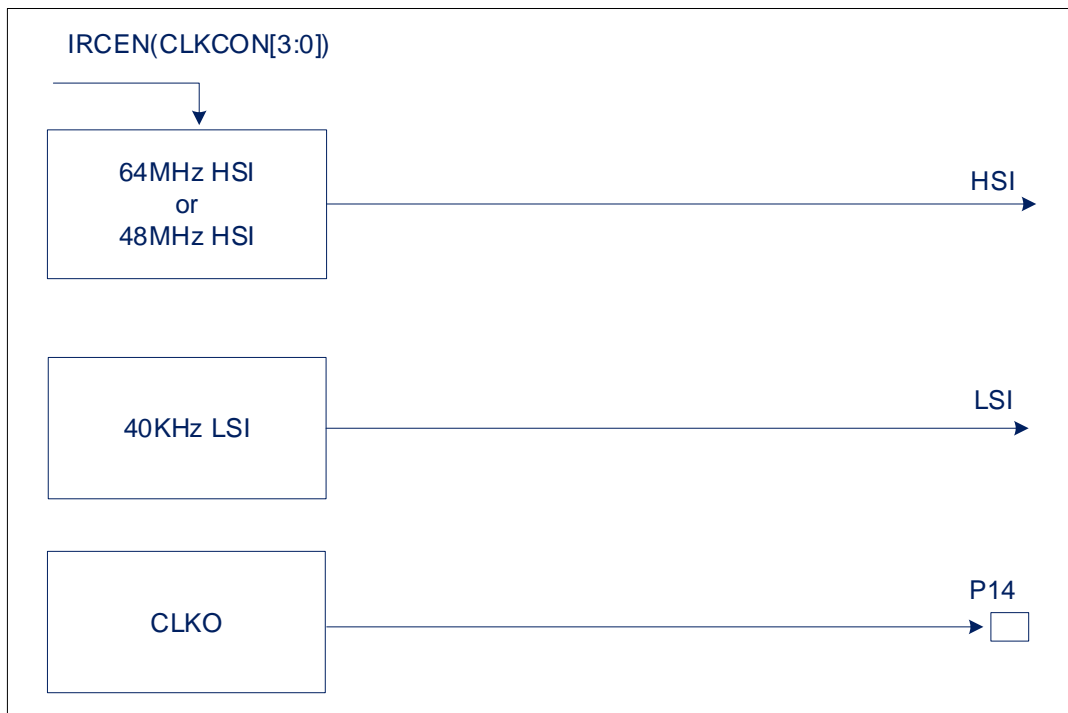 IRCEN(CLKCON[3:0])
64MHz HSI
or
48MHz HSI
HSI
40KHz LSI
LSI
CLKO
P14